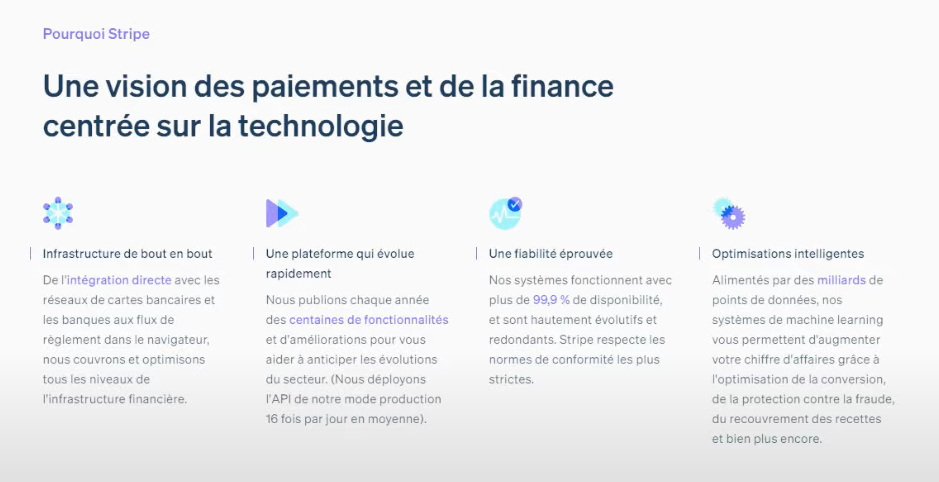 Pourquoi Stripe
Une vision des paiements et de la finance
centrée sur la technologie
Infrastructure de bout en bout
De l'intégration directe avec les
réseaux de cartes bancaires et
les banques aux flux de
règlement dans le navigateur,
nous couvrons et optimisons
tous les niveaux de
l'infrastructure financière.
Une plateforme qui évolue
rapidement
Nous publions chaque année
des centaines de fonctionnalités
et d'améliorations pour vous
aider à anticiper les évolutions
du secteur. (Nous déployons
l'API de notre mode production
16 fois par jour en moyenne).
Une fiabilité éprouvée
Nos systèmes fonctionnent avec
plus de 99,9 % de disponibilité,
et sont hautement évolutifs et
redondants. Stripe respecte les
normes de conformité les plus
strictes.
Optimisations intelligentes
Alimentés par des milliards de
points de données, nos
systèmes de machine learning
vous permettent d'augmenter
votre chiffre d'affaires grâce à
l'optimisation de la conversion,
de la protection contre la fraude,
du recouvrement des recettes
et bien plus encore.